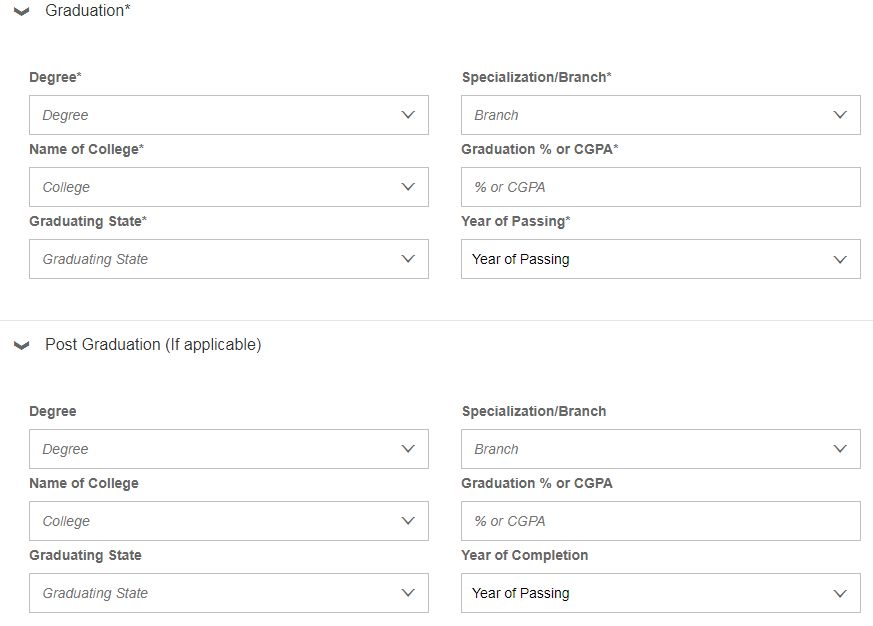 Graduation*
Degree* Specialization/Branch*
Degree Branch
Name of College* Graduation % or CGPA*
College % or CGPA
Graduating State* Year of Passing*
Graduating State Year of Passing
Post Graduation (If applicable)
Degree Specialization/Branch
Degree Branch
Name of College Graduation % or CGPA
College % or CGPA
Graduating State Year of Completion
Graduating State Year of Passing